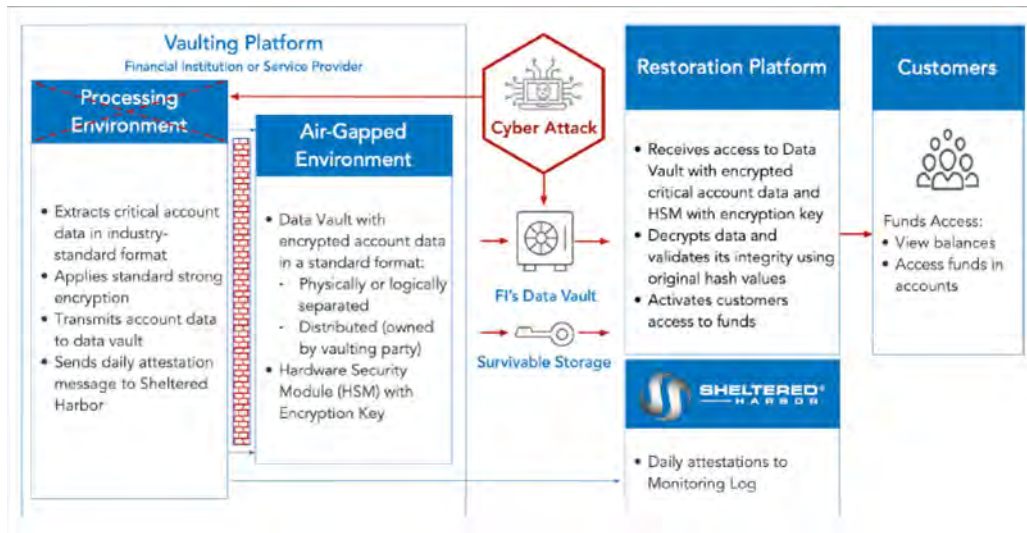 Vaulting Platform
Financial Institution or Service Provider
Processing
Environment
• Extracts critical account
data in industry-
standard format
• Applies standard strong
encryption
• Transmits account data
to data vault
• Sends daily attestation
message to Sheltered
Harbor
Air-Gapped
Environment
• Data Vault with
encrypted account data
in a standard format:
- Physically or logically
separated
- Distributed (owned
by vaulting party)
• Hardware Security
Module (HSM) with
Encryption Key
Cyber Attack
FI's Data Vault
Survivable Storage
Restoration Platform
• Receives access to Data
Vault with encrypted
critical account data and
HSM with encryption key
• Decrypts data and
validates its integrity using
original hash values
• Activates customers
access to funds
SHELTERED®
HARBOR
• Daily attestations to
Monitoring Log
Customers
Funds Access:
• View balances
• Access funds in
accounts